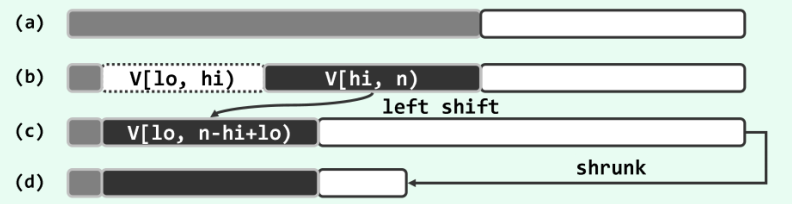 (a)
(b) V[lo, hi) V[hi, n)
left shift
(c) V[lo, n-hi+lo)
shrunk
(d)